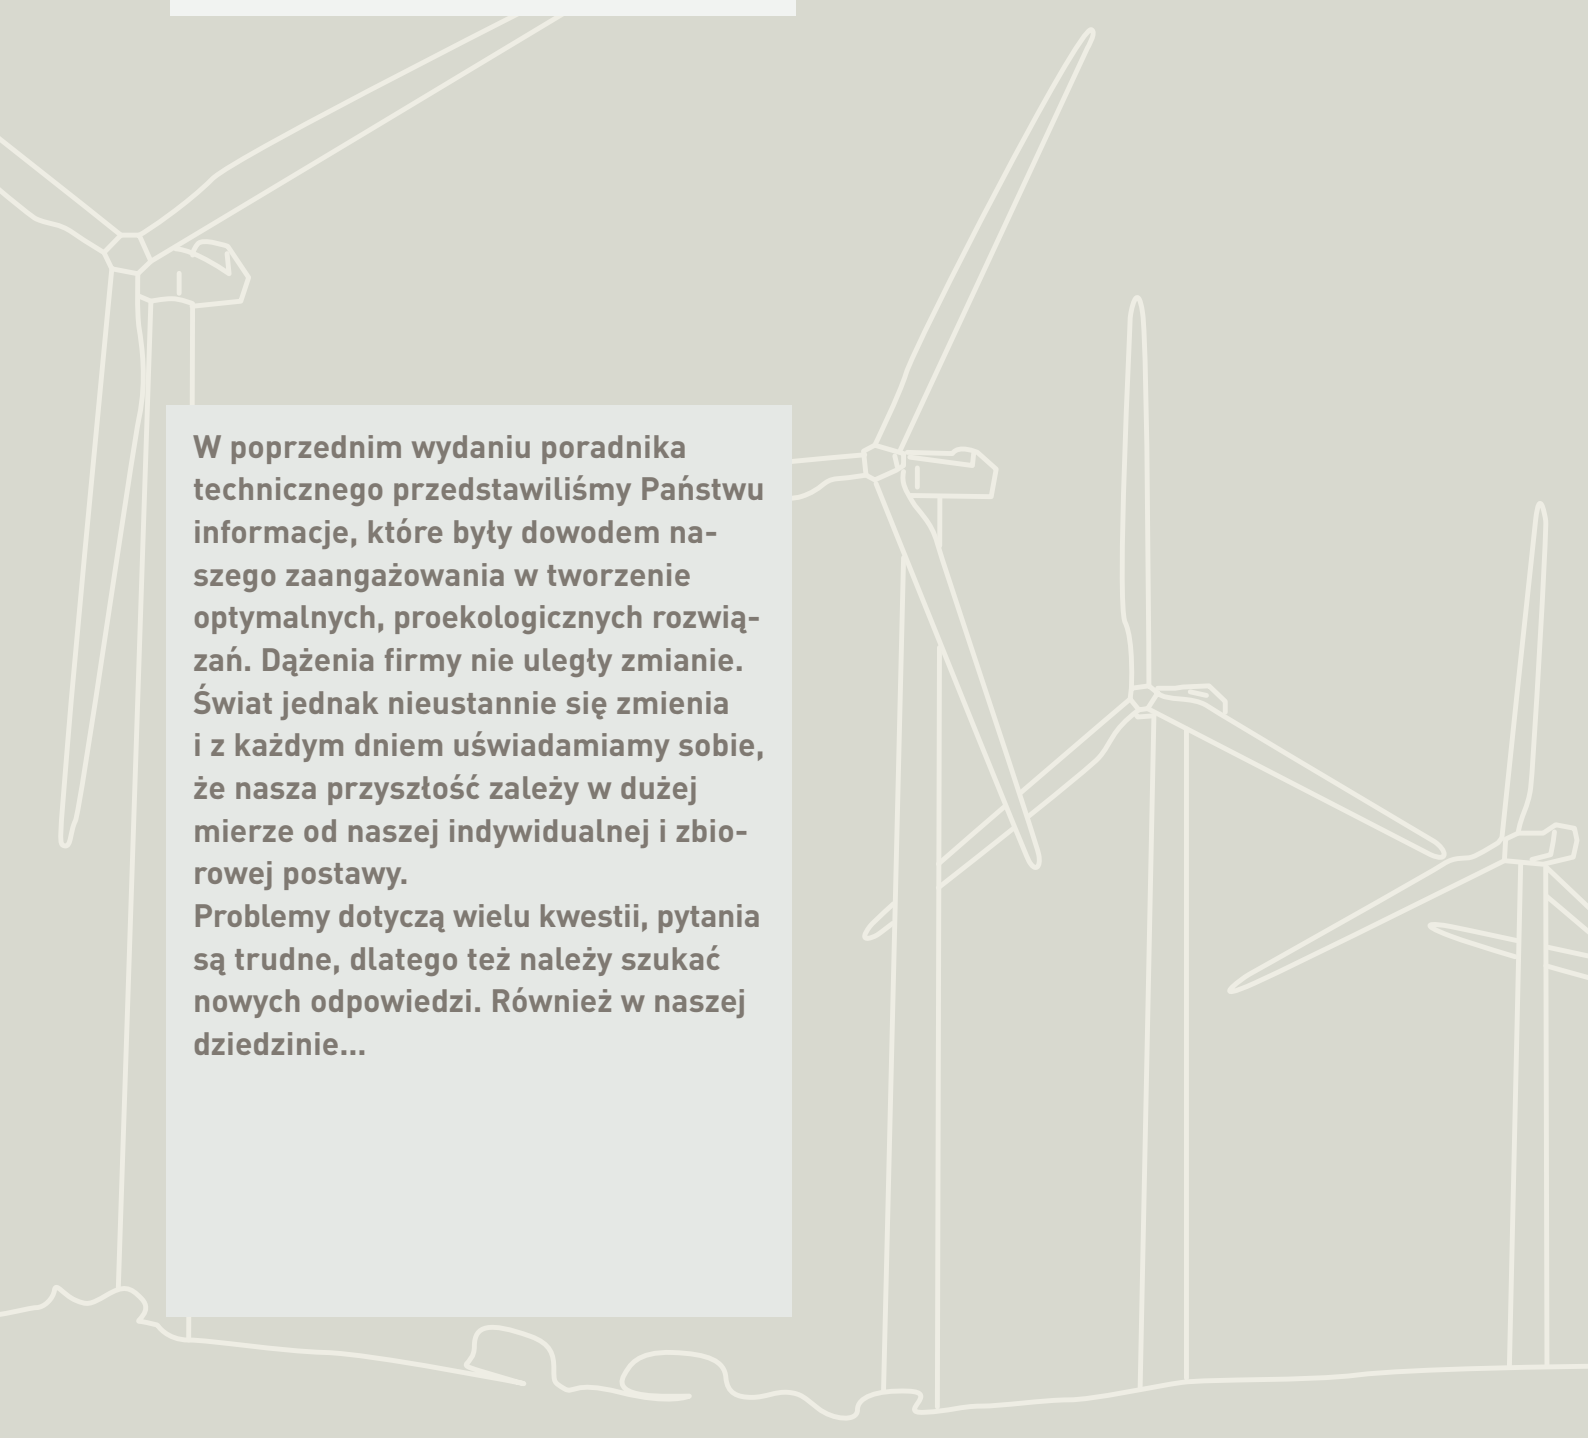 W poprzednim wydaniu poradnika
technicznego przedstawiliśmy Państwu
informacje, które były dowodem na-
szego zaangażowania w tworzenie
optymalnych, proekologicznych rozwią-
zań. Dążenia firmy nie uległy zmianie.
Świat jednak nieustannie się zmienia
i z każdym dniem uświadamiamy sobie,
że nasza przyszłość zależy w dużej
mierze od naszej indywidualnej i zbio-
rowej postawy.
Problemy dotyczą wielu kwestii, pytania
są trudne, dlatego też należy szukać
nowych odpowiedzi. Również w naszej
dziedzinie...